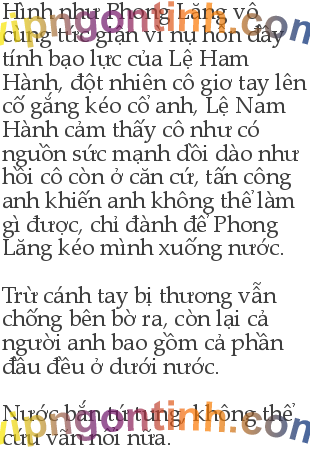 Hình như Phong Lăng vô
cùng tức giận vì nụ hôn đầy
tính bạo lực của Lệ Ham
Hành, đột nhiên cô giơ tay lên
cố gắng kéo cổ anh, Lệ Nam
Hành cảm thấy cô như có
nguồn sức mạnh dồi dào như
hồi cô còn ở căn cứ, tấn công
anh khiến anh không thể làm
gì được, chỉ đành để Phong
Lăng kéo mình xuống nước.
Trừ cánh tay bị thương vẫn
chống bên bờ ra, còn lại cả
người anh bao gồm cả phần
đầu đều ở dưới nước.
Nước bắn tứ tung, không thể
cứu vãn nổi nữa.
vipngontinh.com
vipngontinh.com